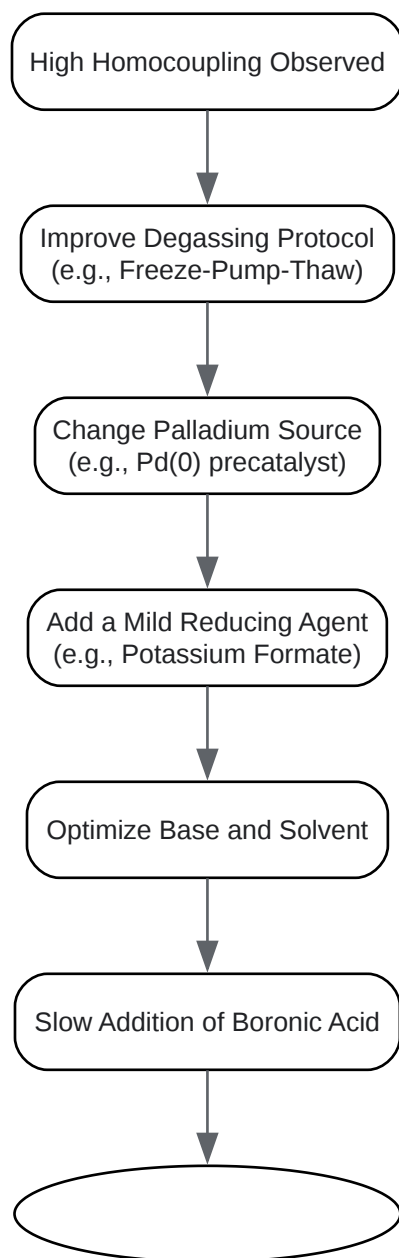 High Homocoupling Observed
Improve Degassing Protocol
(e.g., Freeze-Pump-Thaw)
Change Palladium Source
(e.g., Pd(0) precatalyst)
Add a Mild Reducing Agent
(e.g., Potassium Formate)
Optimize Base and Solvent
Slow Addition of Boronic Acid